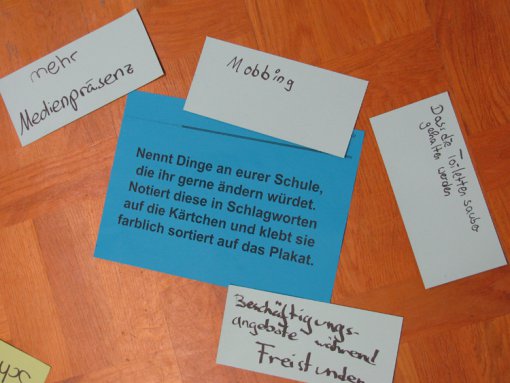 mehr
Medienpräsenz
Mobbing
Dass die Toiletten sauber
gehalten werden
Nennt Dinge an eurer Schule,
die ihr gerne ändern würdet.
Notiert diese in Schlagworten
auf die Kärtchen und klebt sie
farblich sortiert auf das Plakat.
Beschäftigungs-
angebote während
Freistunden